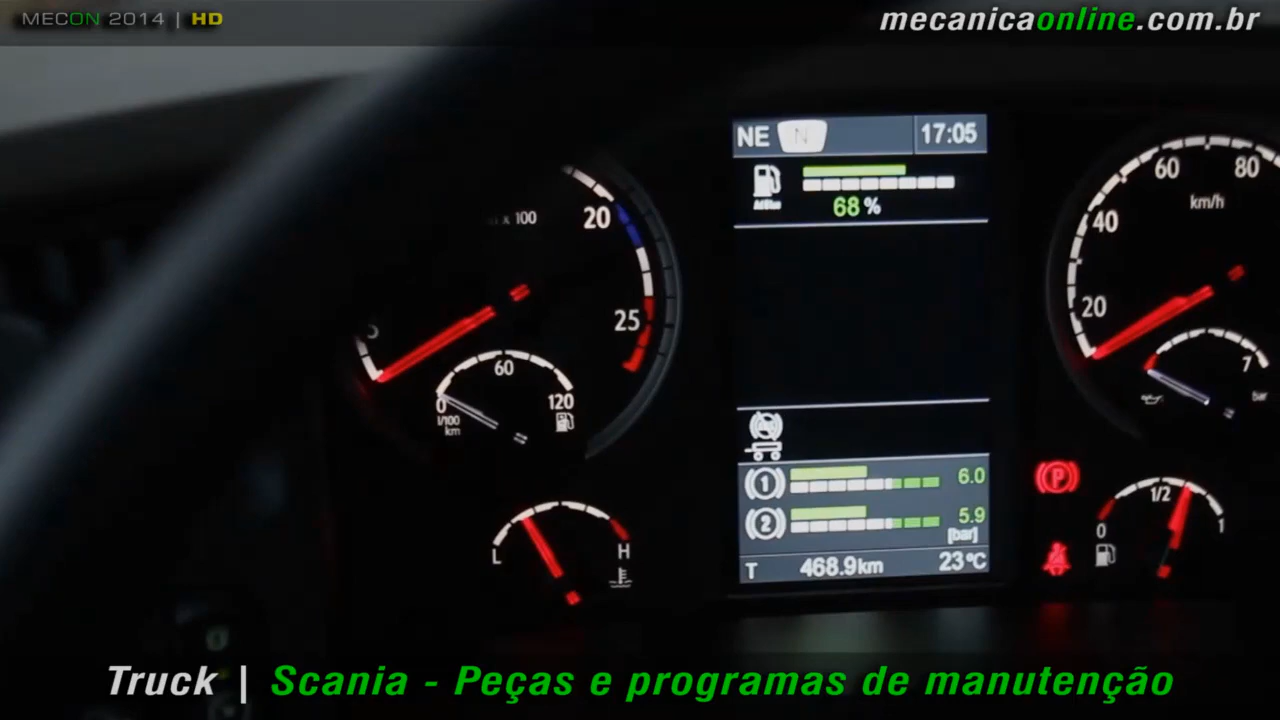 MECON 2014 | HD
mecanicaonline.com.br
NE N 17:05
AdBlue
68 %
x 100
20
25
60
0
120
l/100
km
L
H
1
6.0
2
5.9
[bar]
T 468.9km 23°C
60
80
km/h
40
20
7
bar
P
1/2
0
1
Truck | Scania - Peças e programas de manutenção